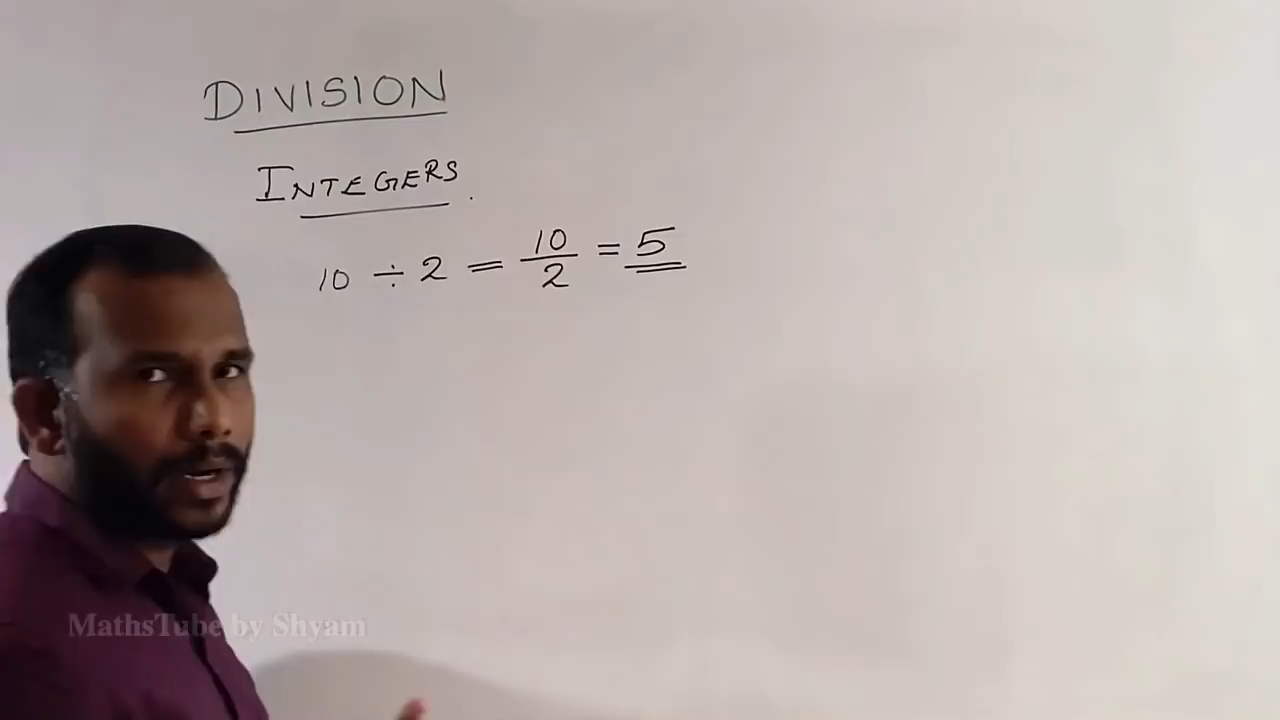 DIVISION
INTEGERS.
10 ÷ 2 = 10/2 = 5
MathsTube by Shyam